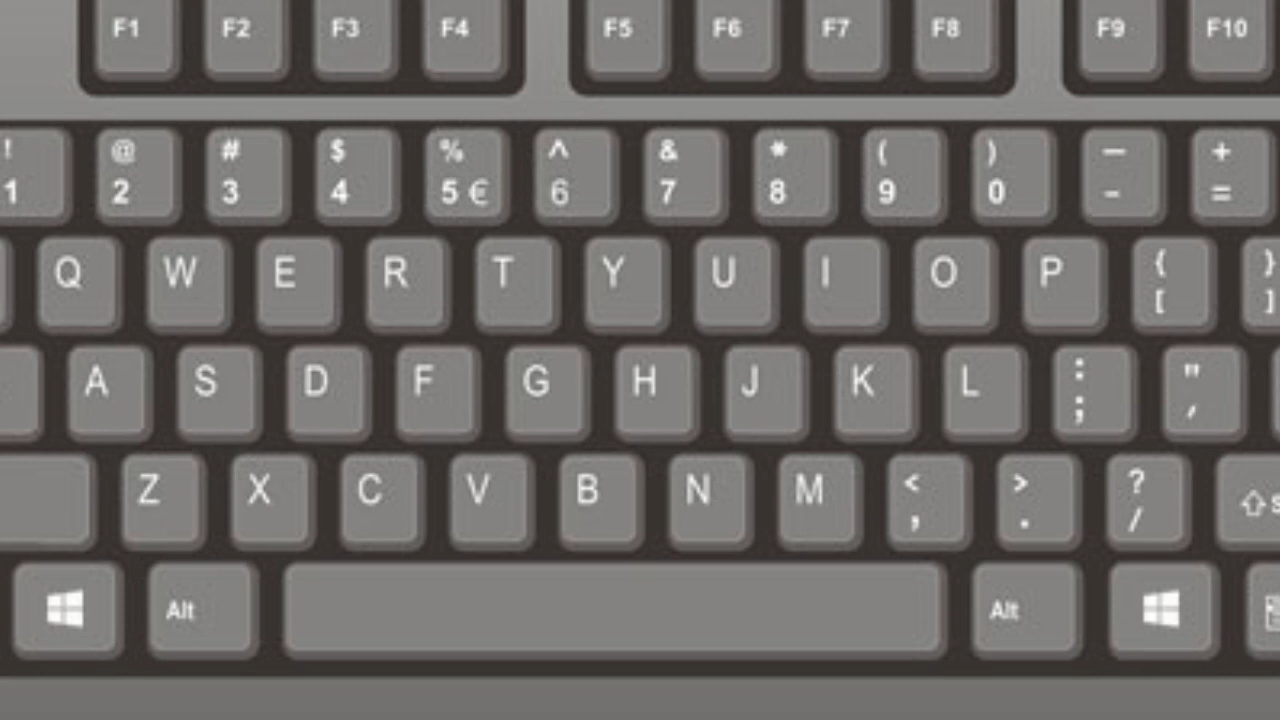 F1 F2 F3 F4 F5 F6 F7 F8 F9 F10
! @ # $ % ^ & * ( ) — +
1 2 3 4 5 € 6 7 8 9 0 - =
Q W E R T Y U I O P { }
[ ]
A S D F G H J K L : "
; ,
Z X C V B N M < > ?
, . / ⇧ S
Alt Alt